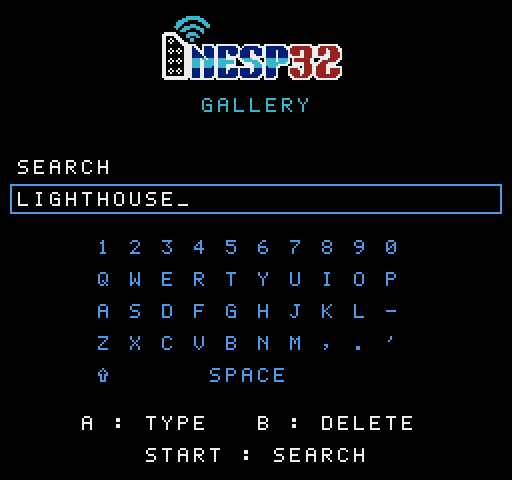 NESP32
GALLERY
SEARCH
LIGHTHOUSE_
1 2 3 4 5 6 7 8 9 0
Q W E R T Y U I O P
A S D F G H J K L -
Z X C V B N M , . '
⇧ SPACE
A : TYPE B : DELETE
START : SEARCH